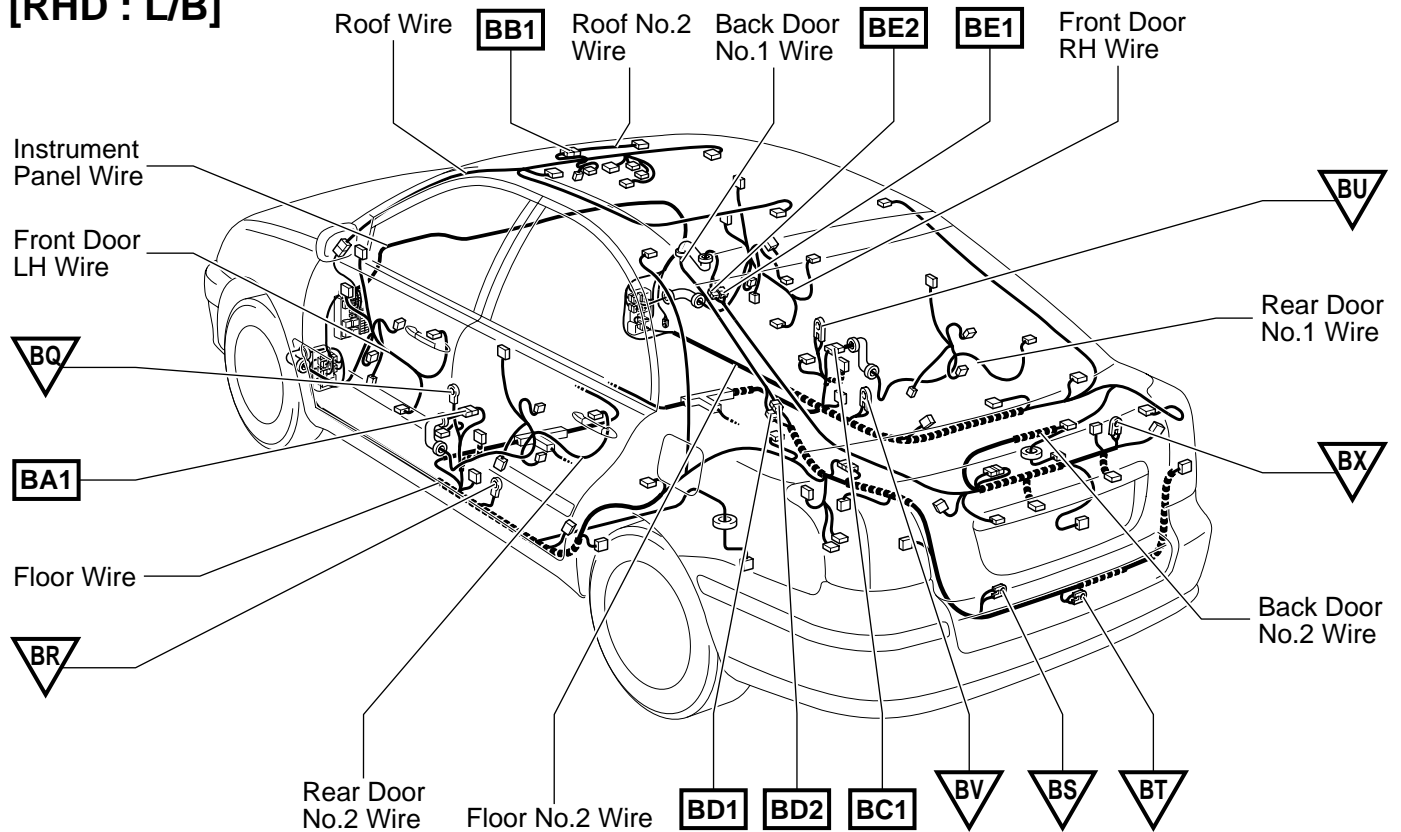 [RHD : L/B]
Roof Wire
BB1
Roof No.2
Wire
Back Door
No.1 Wire
BE2
BE1
Front Door
RH Wire
Instrument
Panel Wire
BU
Front Door
LH Wire
Rear Door
No.1 Wire
BQ
BX
BA1
Floor Wire
Back Door
No.2 Wire
BR
Rear Door
No.2 Wire
Floor No.2 Wire
BD1
BD2
BC1
BV
BS
BT